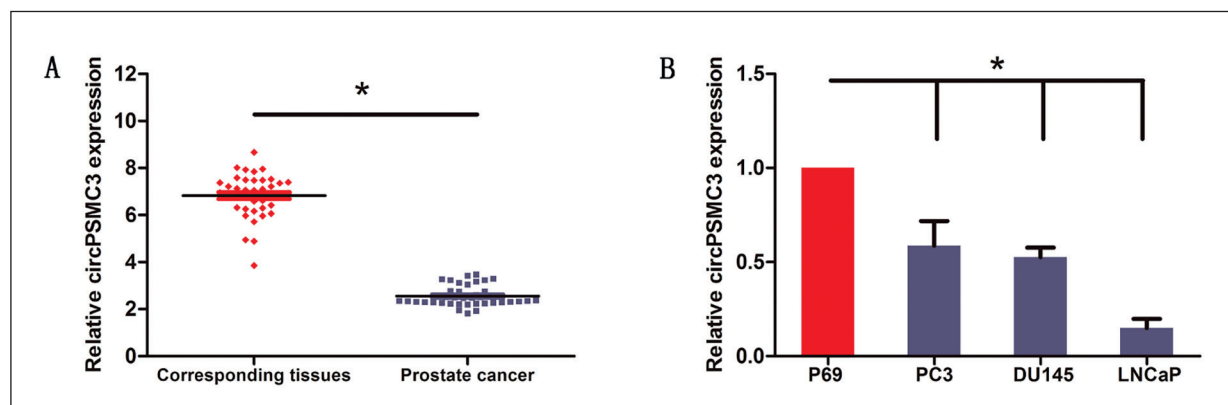 A
Relative circPSMC3 expression
12
10
8
6
4
2
0
*
Corresponding tissues
Prostate cancer
B
Relative circPSMC3 expression
1.5
1.0
0.5
0.0
*
P69
PC3
DU145
LNCaP